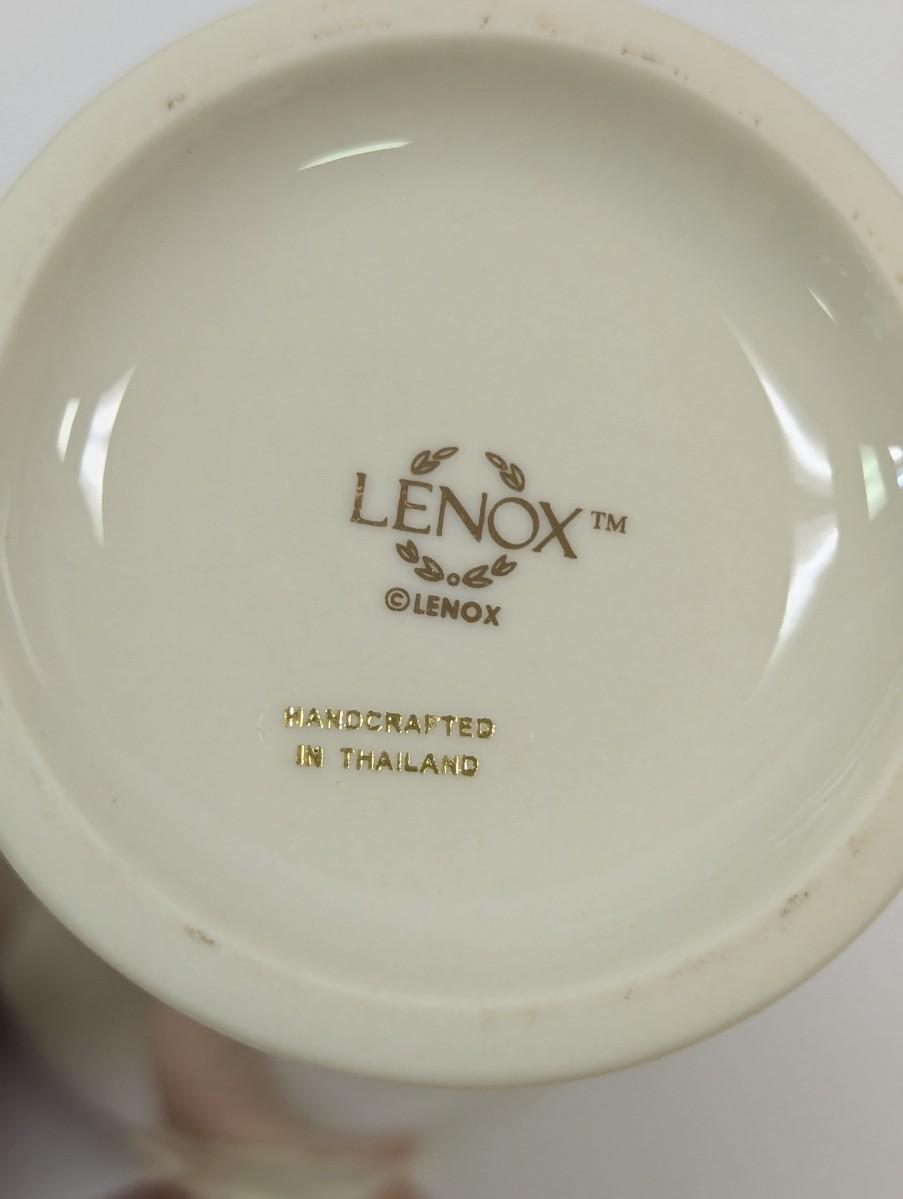 LENOX™
©LENOX
HANDCRAFTED
IN THAILAND